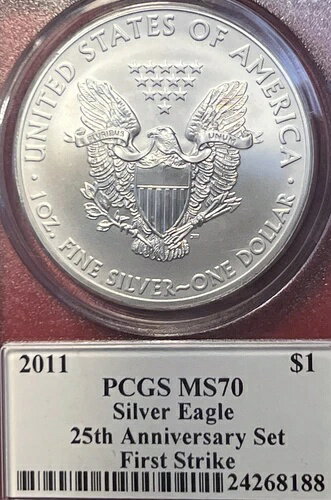 UNITED STATES OF AMERICA
PLURIBUS UNUM
1 OZ. FINE SILVER~ONE DOLLAR
2011 $1
PCGS MS70
Silver Eagle
25th Anniversary Set
First Strike
24268188